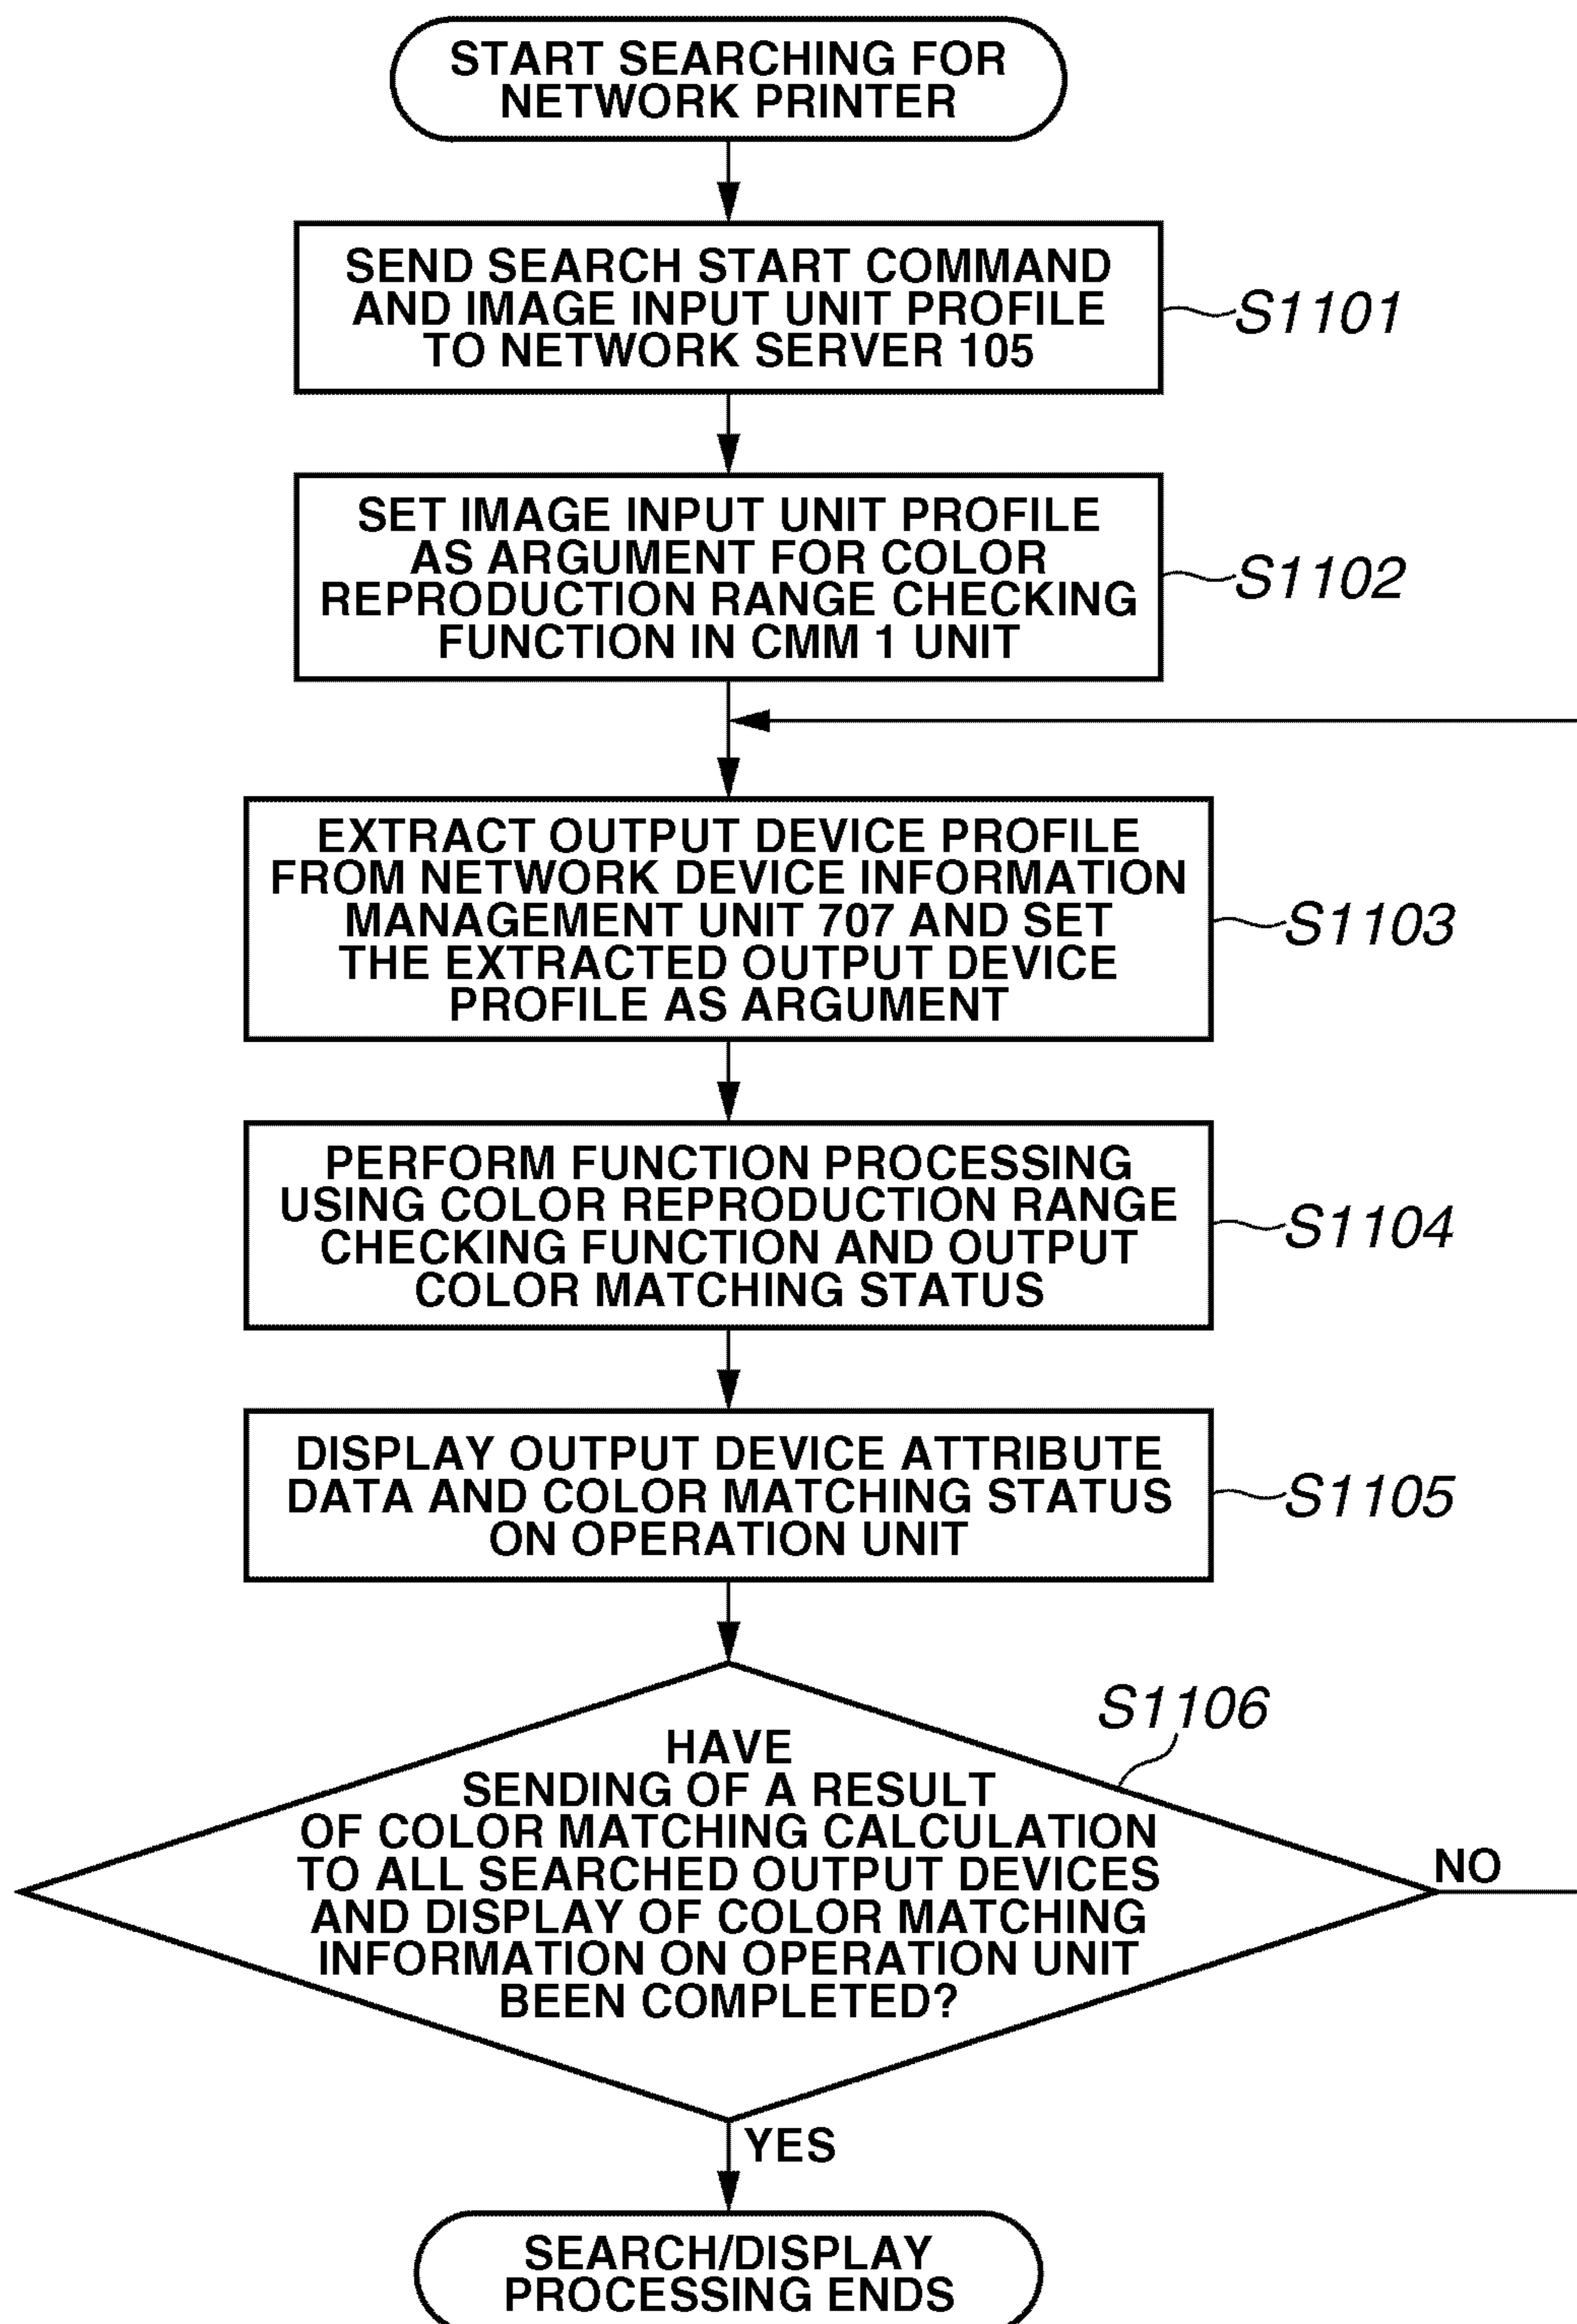 START SEARCHING FOR
NETWORK PRINTER
SEND SEARCH START COMMAND
AND IMAGE INPUT UNIT PROFILE
TO NETWORK SERVER 105
S1101
SET IMAGE INPUT UNIT PROFILE
AS ARGUMENT FOR COLOR
REPRODUCTION RANGE CHECKING
FUNCTION IN CMM 1 UNIT
S1102
EXTRACT OUTPUT DEVICE PROFILE
FROM NETWORK DEVICE INFORMATION
MANAGEMENT UNIT 707 AND SET
THE EXTRACTED OUTPUT DEVICE
PROFILE AS ARGUMENT
S1103
PERFORM FUNCTION PROCESSING
USING COLOR REPRODUCTION RANGE
CHECKING FUNCTION AND OUTPUT
COLOR MATCHING STATUS
S1104
DISPLAY OUTPUT DEVICE ATTRIBUTE
DATA AND COLOR MATCHING STATUS
ON OPERATION UNIT
S1105
S1106
HAVE
SENDING OF A RESULT
OF COLOR MATCHING CALCULATION
TO ALL SEARCHED OUTPUT DEVICES
AND DISPLAY OF COLOR MATCHING
INFORMATION ON OPERATION UNIT
BEEN COMPLETED?
NO
YES
SEARCH/DISPLAY
PROCESSING ENDS